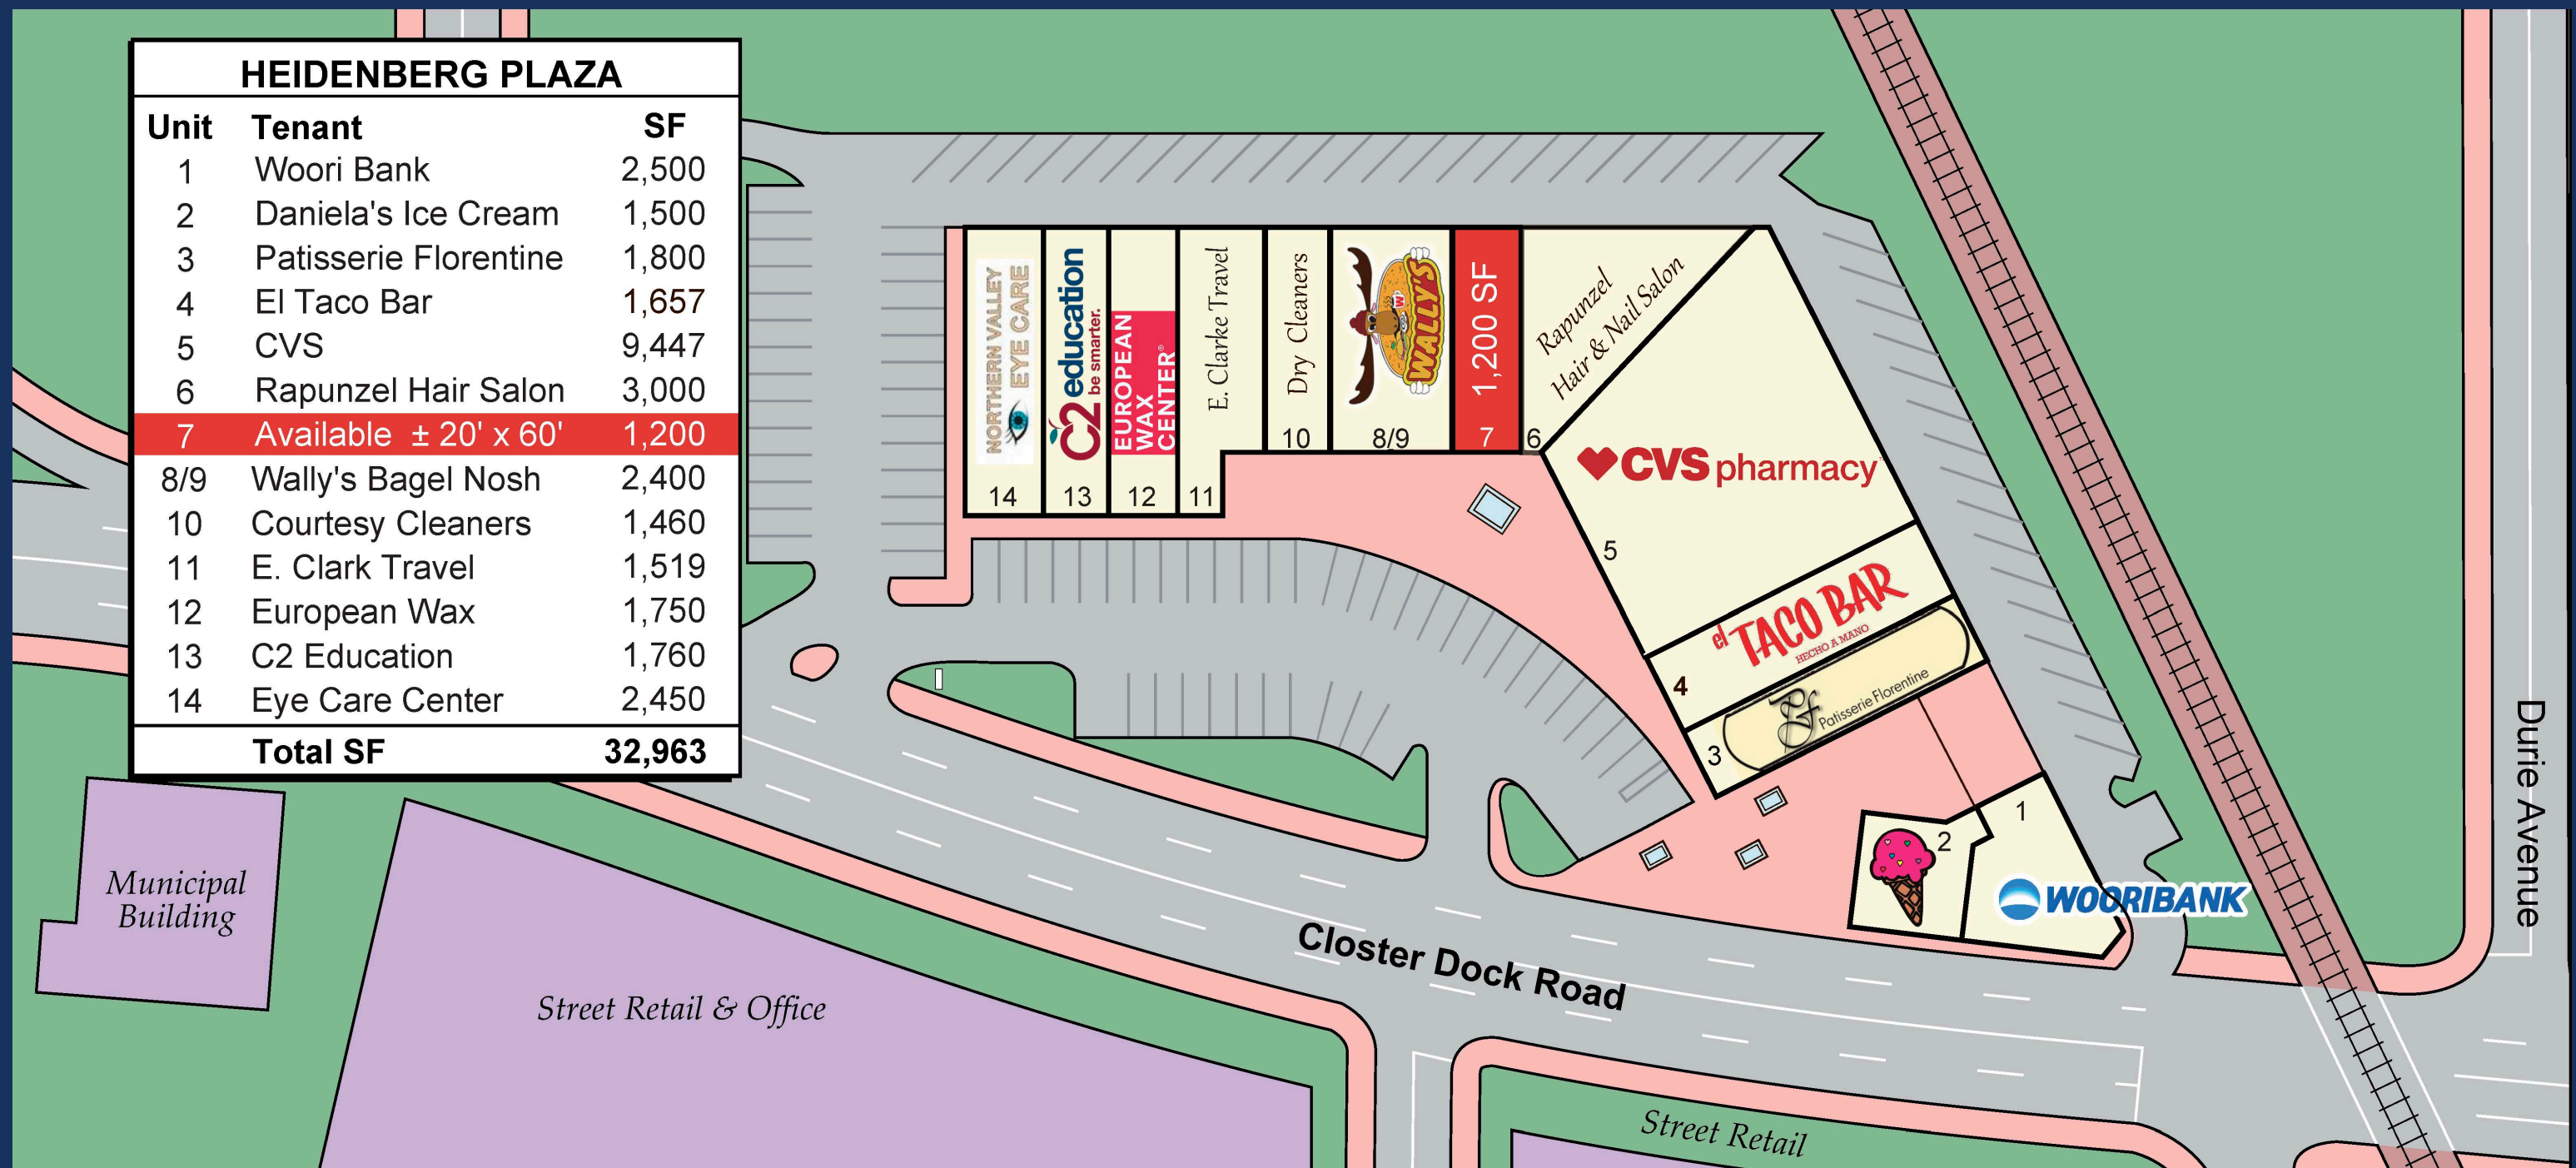 HEIDENBERG PLAZA
Unit Tenant SF
1 Woori Bank 2,500
2 Daniela's Ice Cream 1,500
3 Patisserie Florentine 1,800
4 El Taco Bar 1,657
5 CVS 9,447
6 Rapunzel Hair Salon 3,000
7 Available ± 20' x 60' 1,200
8/9 Wally's Bagel Nosh 2,400
10 Courtesy Cleaners 1,460
11 E. Clark Travel 1,519
12 European Wax 1,750
13 C2 Education 1,760
14 Eye Care Center 2,450
Total SF 32,963
NORTHERN VALLEY
EYE CARE
14
C2 education
be smarter.
13
EUROPEAN
WAX
CENTER®
12
E. Clarke Travel
11
Dry Cleaners
10
W
WALLY'S
8/9
1,200 SF
7
Rapunzel
Hair & Nail Salon
6
CVS pharmacy
5
el TACO BAR
HECHO A MANO
4
Pf
Patisserie Florentine
3
2
1
WOORIBANK
Durie Avenue
Closter Dock Road
Municipal
Building
Street Retail & Office
Street Retail